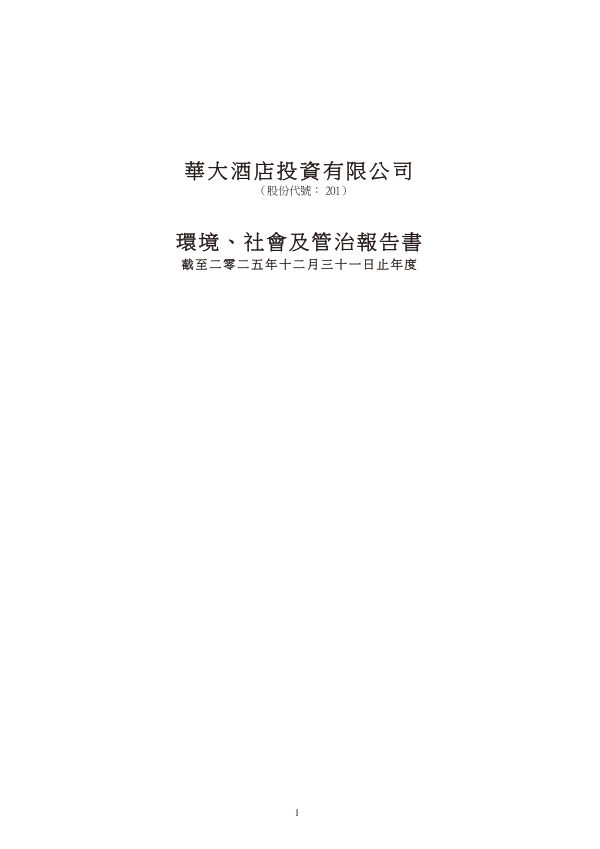 華大酒店投資有限公司
（股份代號： 201）
環境、社會及管治報告書
截至二零二五年十二月三十一日止年度
1